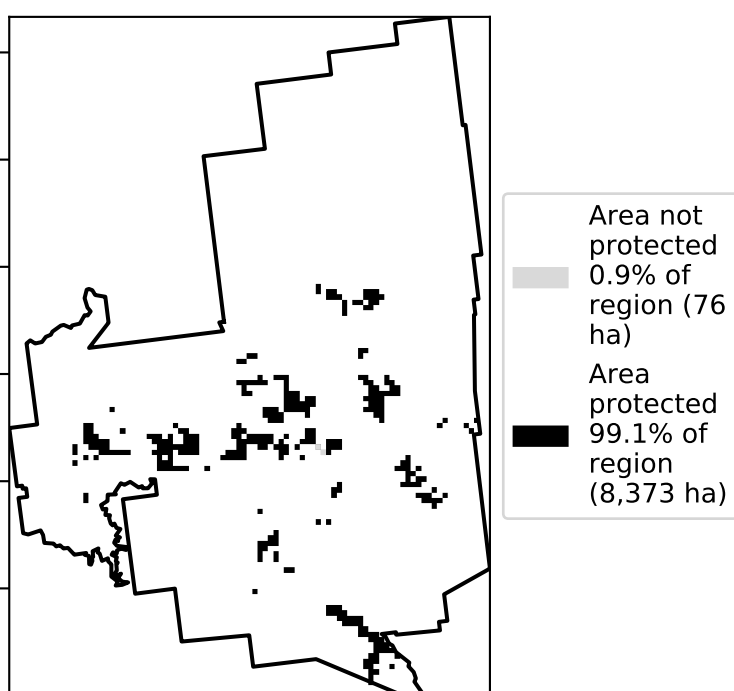 Area not
protected
0.9% of
region (76
ha)
Area
protected
99.1% of
region
(8,373 ha)